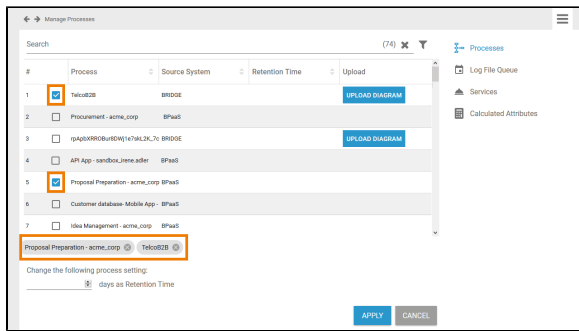 Manage Processes
Search (74)
# Process Source System Retention Time Upload
1 TelcoB2B BRIDGE UPLOAD DIAGRAM
2 Procurement - acme_corp BPaaS
3 BRIDGE UPLOAD DIAGRAM
4 API App - sandbox_irene.adler BPaaS
5 Proposal Preparation - acme_corp BPaaS
6 Customer database- Mobile App - BPaaS
7 Idea Management - acme_corp BPaaS
Proposal Preparation - acme_corp TelcoB2B
Change the following process setting:
days as Retention Time
APPLY CANCEL
Processes
Log File Queue
Services
Calculated Attributes